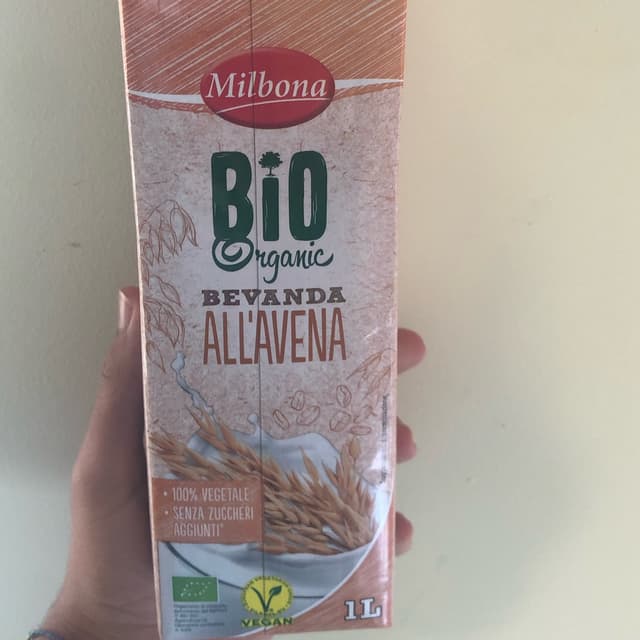 Milbona
BiO
Organic
BEVANDA
ALL'AVENA
• 100% VEGETALE
• SENZA ZUCCHERI
AGGIUNTI*
VEGAN
1L